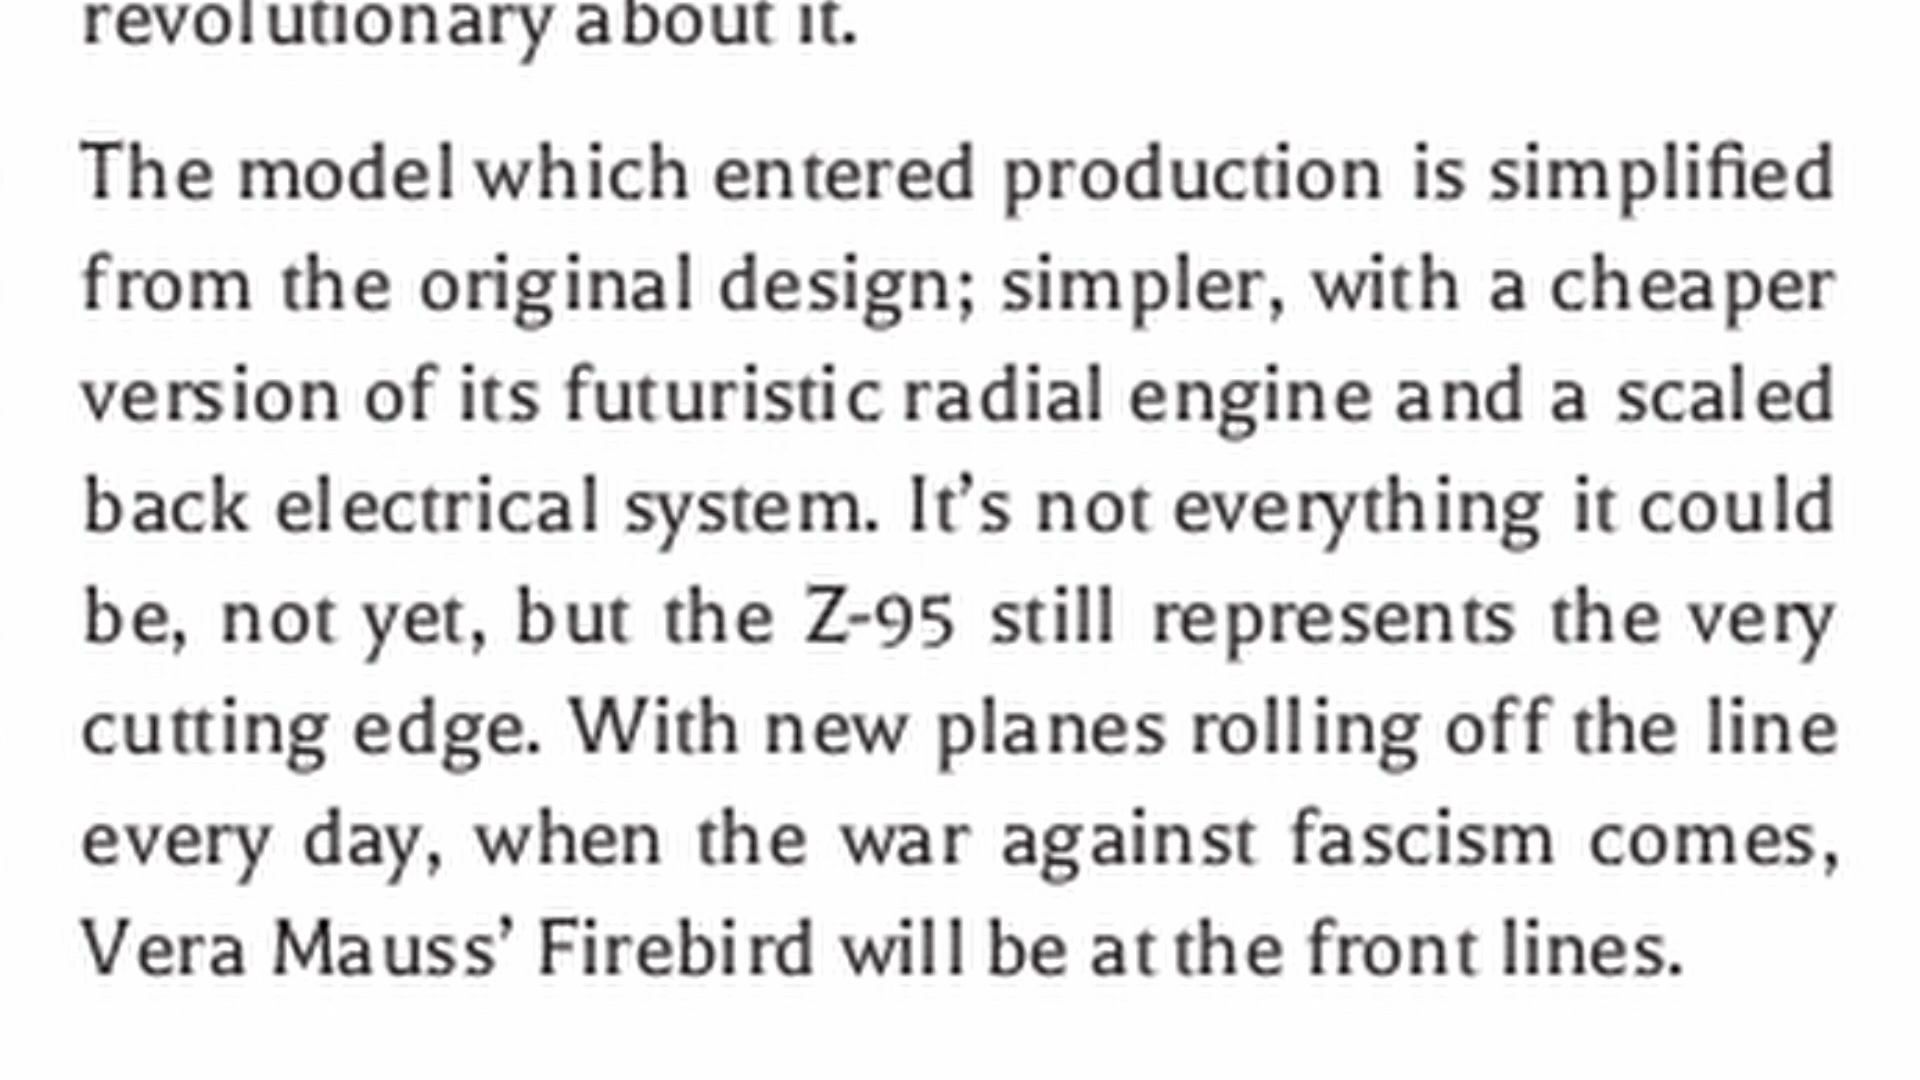 revolutionary about it.
The model which entered production is simplified
from the original design; simpler, with a cheaper
version of its futuristic radial engine and a scaled
back electrical system. It’s not everything it could
be, not yet, but the Z-95 still represents the very
cutting edge. With new planes rolling off the line
every day, when the war against fascism comes,
Vera Mauss’ Firebird will be at the front lines.